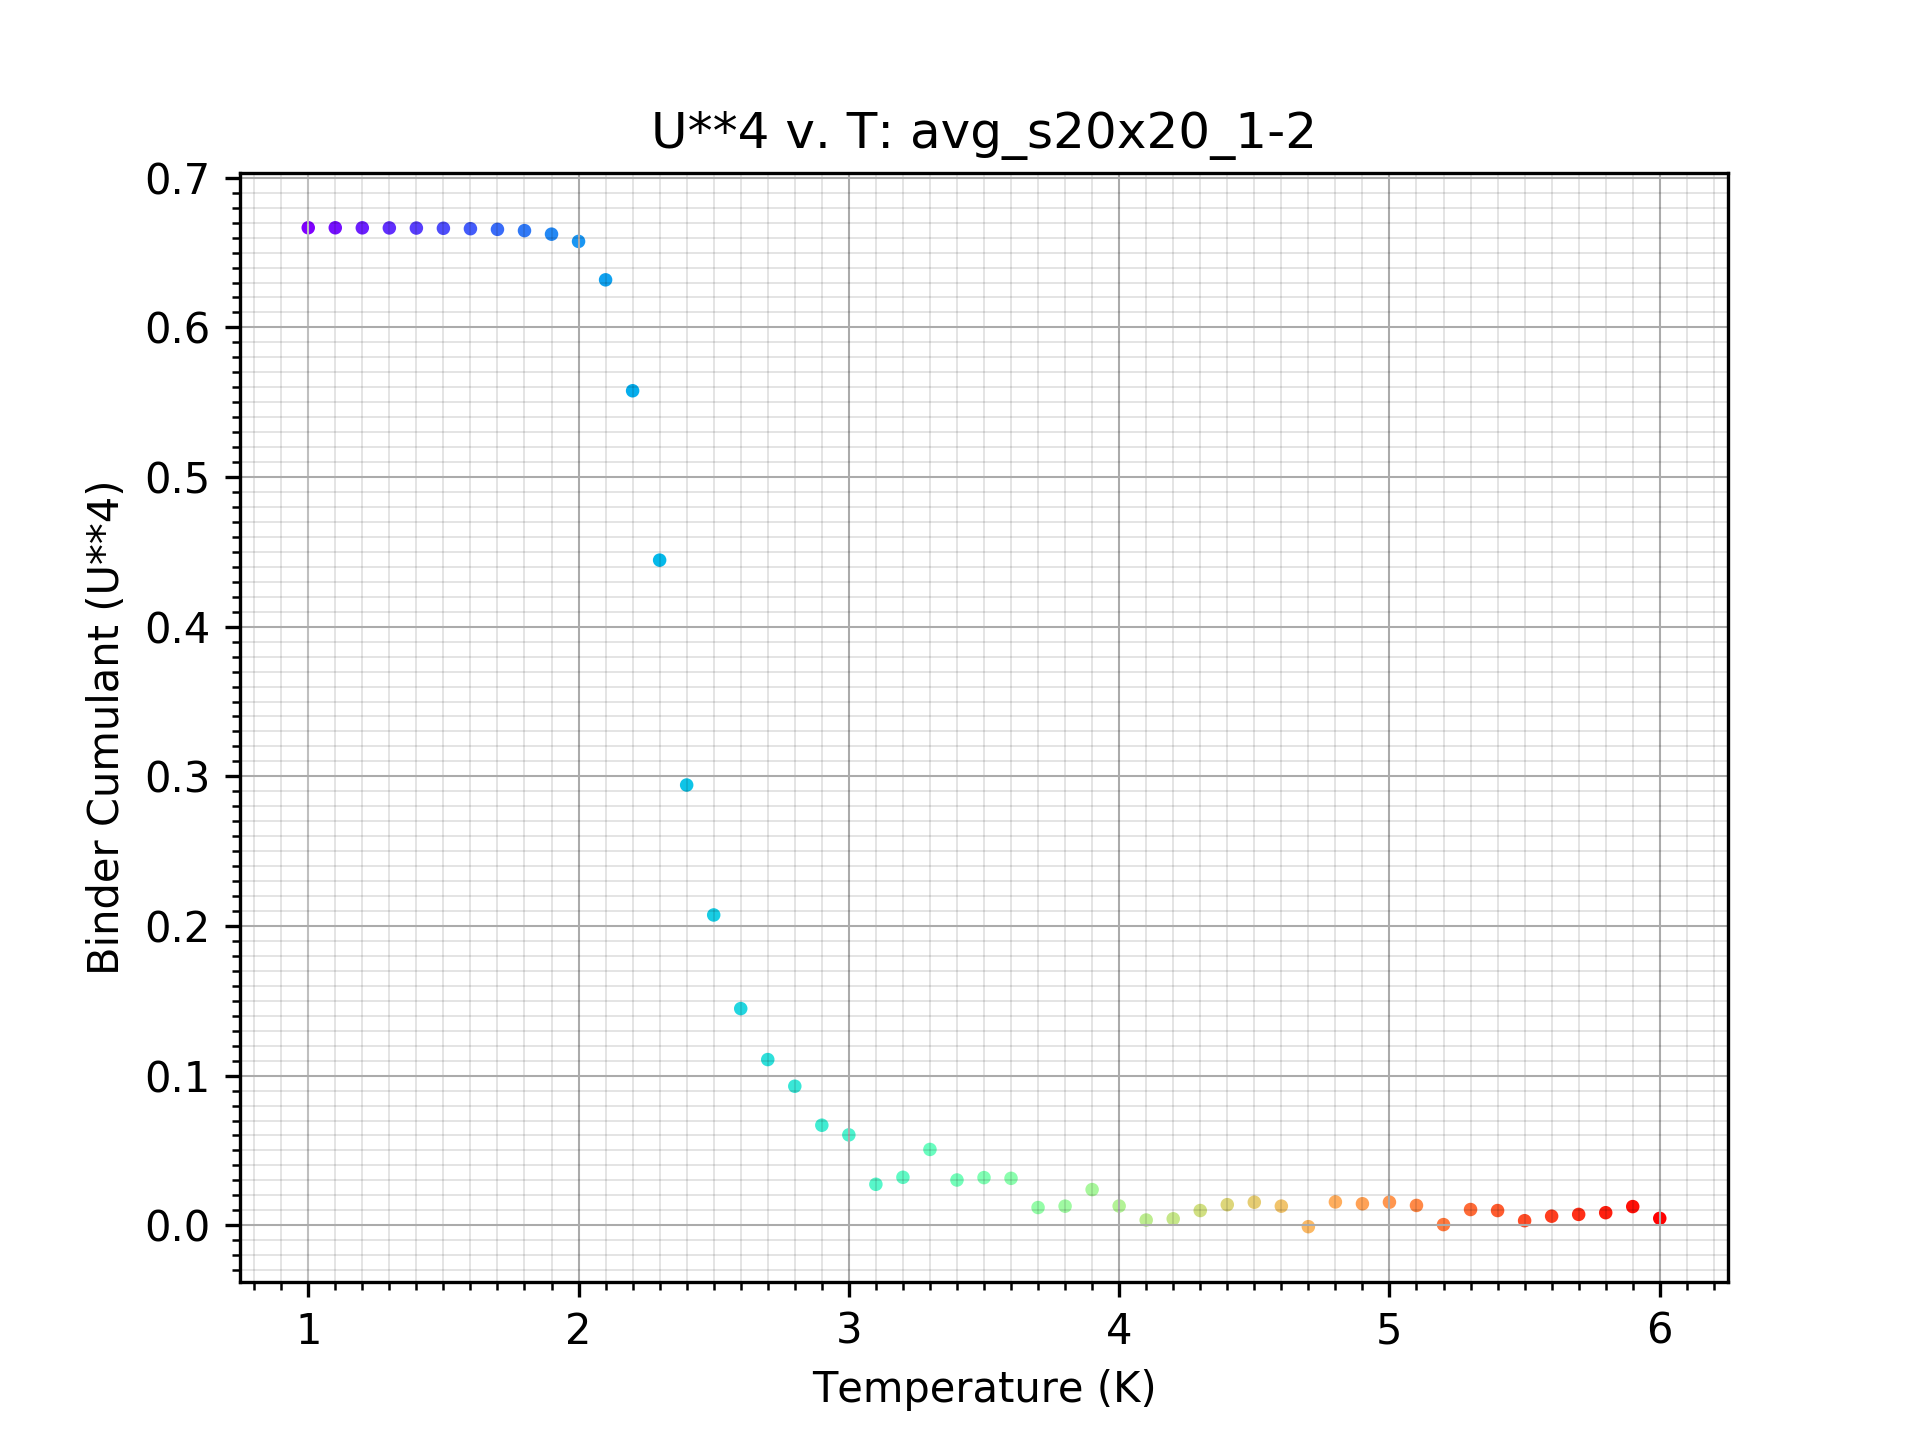 U**4 v. T: avg_s20x20_1-2
0.7
0.6
0.5
0.4
0.3
0.2
0.1
0.0
Binder Cumulant (U**4)
1 2 3 4 5 6
Temperature (K)